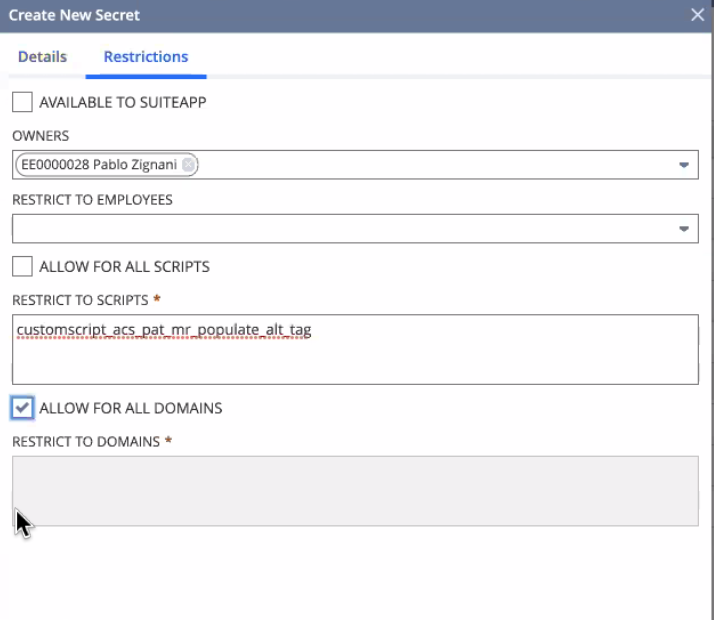 Create New Secret
Details Restrictions
AVAILABLE TO SUITEAPP
OWNERS
EE0000028 Pablo Zignani
RESTRICT TO EMPLOYEES
ALLOW FOR ALL SCRIPTS
RESTRICT TO SCRIPTS *
customscript_acs_pat_mr_populate_alt_tag
ALLOW FOR ALL DOMAINS
RESTRICT TO DOMAINS *